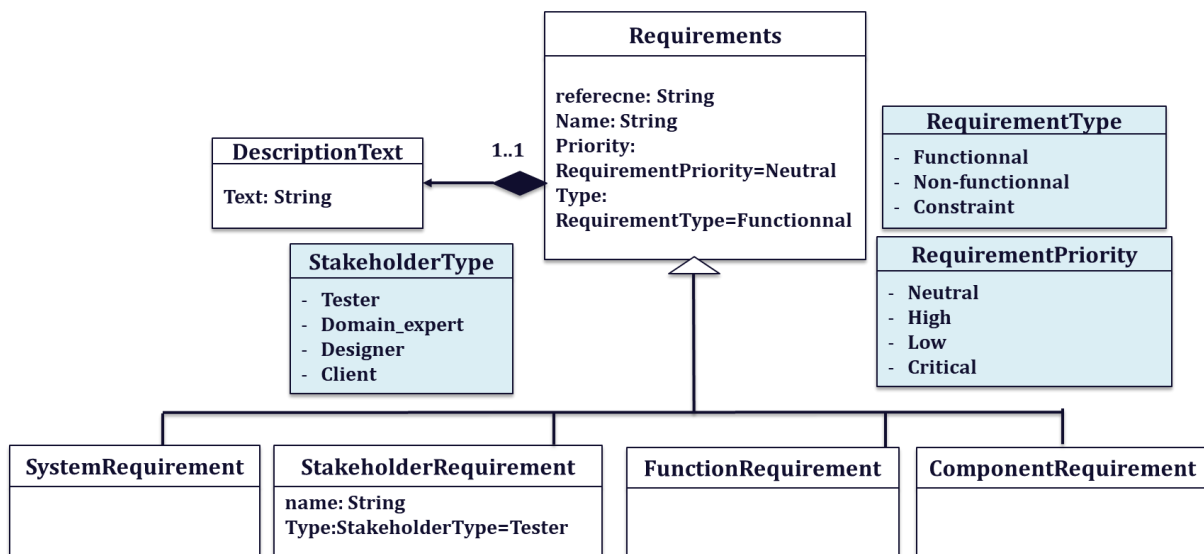 Requirements
referecne: String
Name: String
Priority:
RequirementPriority=Neutral
Type:
RequirementType=Functionnal
1..1
DescriptionText
Text: String
RequirementType
- Functionnal
- Non-functionnal
- Constraint
StakeholderType
- Tester
- Domain_expert
- Designer
- Client
RequirementPriority
- Neutral
- High
- Low
- Critical
SystemRequirement
StakeholderRequirement
name: String
Type:StakeholderType=Tester
FunctionRequirement
ComponentRequirement